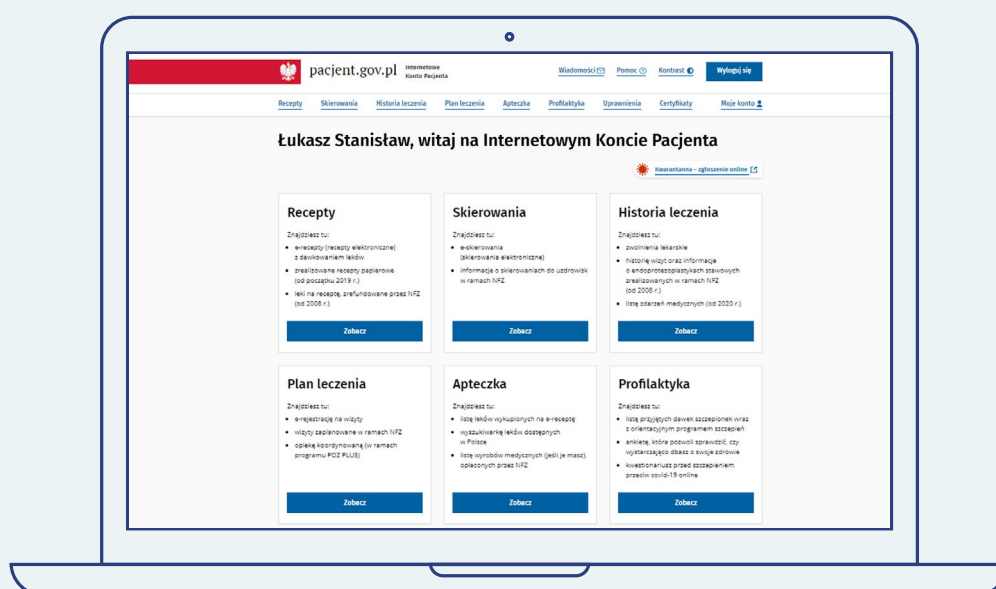 pacjent.gov.pl
Internetowe
Konto Pacjenta
Wiadomości
Pomoc
Kontrast
Wyloguj się
Recepty
Skierowania
Historia leczenia
Plan leczenia
Apteczka
Profilaktyka
Uprawnienia
Certyfikaty
Moje konto
Łukasz Stanisław, witaj na Internetowym Koncie Pacjenta
Kwarantanna – zgłoszenie online
Recepty
Znajdziesz tu:
• e-recepty (recepty elektroniczne)
z dawkowaniem leków
• zrealizowane recepty papierowe
(od początku 2019 r.)
• leki na receptę, zrefundowane przez NFZ
(od 2008 r.)
Zobacz
Skierowania
Znajdziesz tu:
• e-skierowania
(skierowania elektroniczne)
• informacje o skierowaniach do uzdrowisk
w ramach NFZ
Zobacz
Historia leczenia
Znajdziesz tu:
• zwolnienia lekarskie
• historię wizyt oraz informacje
o endoprotezoplastykach stawowych
zrealizowanych w ramach NFZ
(od 2008 r.)
• listę zdarzeń medycznych (od 2020 r.)
Zobacz
Plan leczenia
Znajdziesz tu:
• e-rejestrację na wizyty
• wizyty zaplanowane w ramach NFZ
• opiekę koordynowaną (w ramach
programu POZ PLUS)
Zobacz
Apteczka
Znajdziesz tu:
• listę leków wykupionych na e-receptę
• wyszukiwarkę leków dostępnych
w Polsce
• listę wyrobów medycznych (jeśli je masz),
opłaconych przez NFZ
Zobacz
Profilaktyka
Znajdziesz tu:
• listę przyjętych dawek szczepionek wraz
z orientacyjnym programem szczepień
• ankietę, która pozwoli sprawdzić, czy
wystarczająco dbasz o swoje zdrowie
• kwestionariusz przed szczepieniem
przeciw covid-19 online
Zobacz